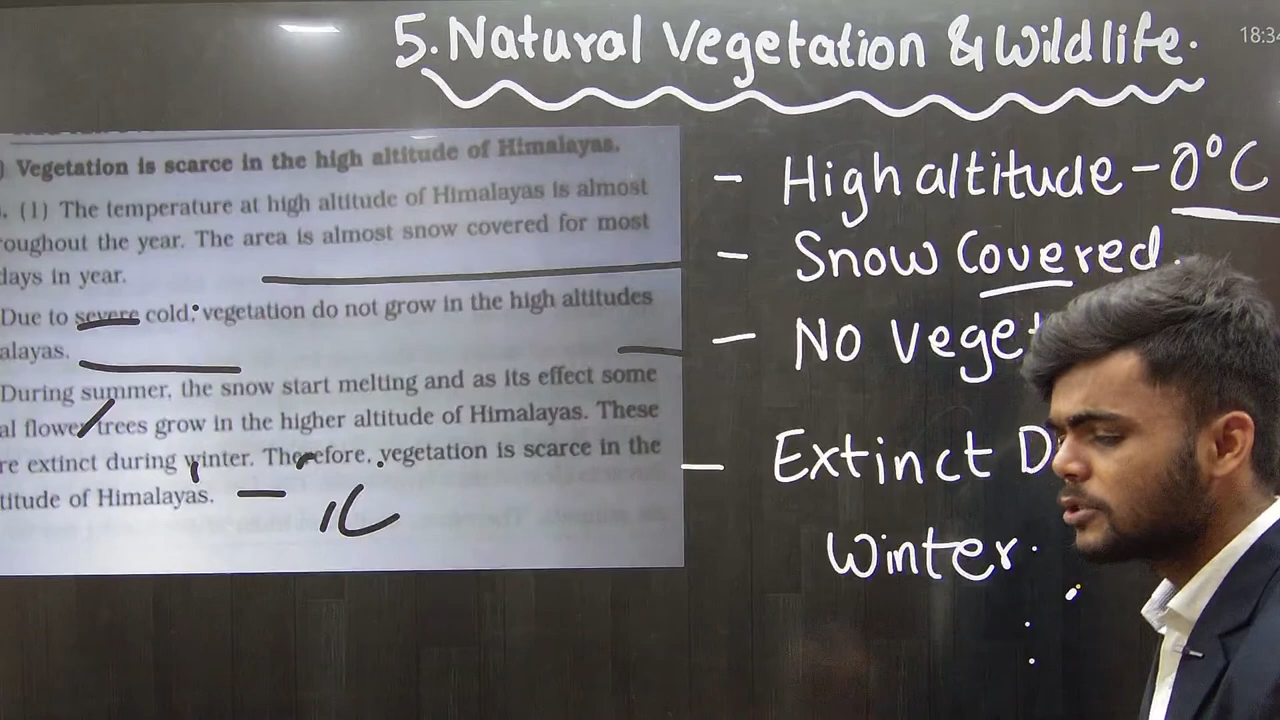 5. Natural Vegetation & Wildlife.
18:34
) Vegetation is scarce in the high altitude of Himalayas.
. (1) The temperature at high altitude of Himalayas is almost
roughout the year. The area is almost snow covered for most
days in year.
Due to severe cold, vegetation do not grow in the high altitudes
alayas.
During summer, the snow start melting and as its effect some
al flower trees grow in the higher altitude of Himalayas. These
re extinct during winter. Therefore, vegetation is scarce in the
titude of Himalayas.
- High altitude - 0°C
- Snow Covered.
- No Veget
- Extinct D
Winter.